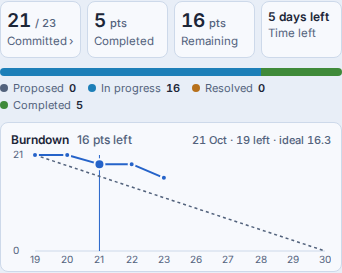 21 / 23
Committed ›
5 pts
Completed
16 pts
Remaining
5 days left
Time left
Proposed 0 In progress 16 Resolved 0
Completed 5
Burndown 16 pts left 21 Oct · 19 left · ideal 16.3
21
0
19 20 21 22 23 26 27 28 29 30